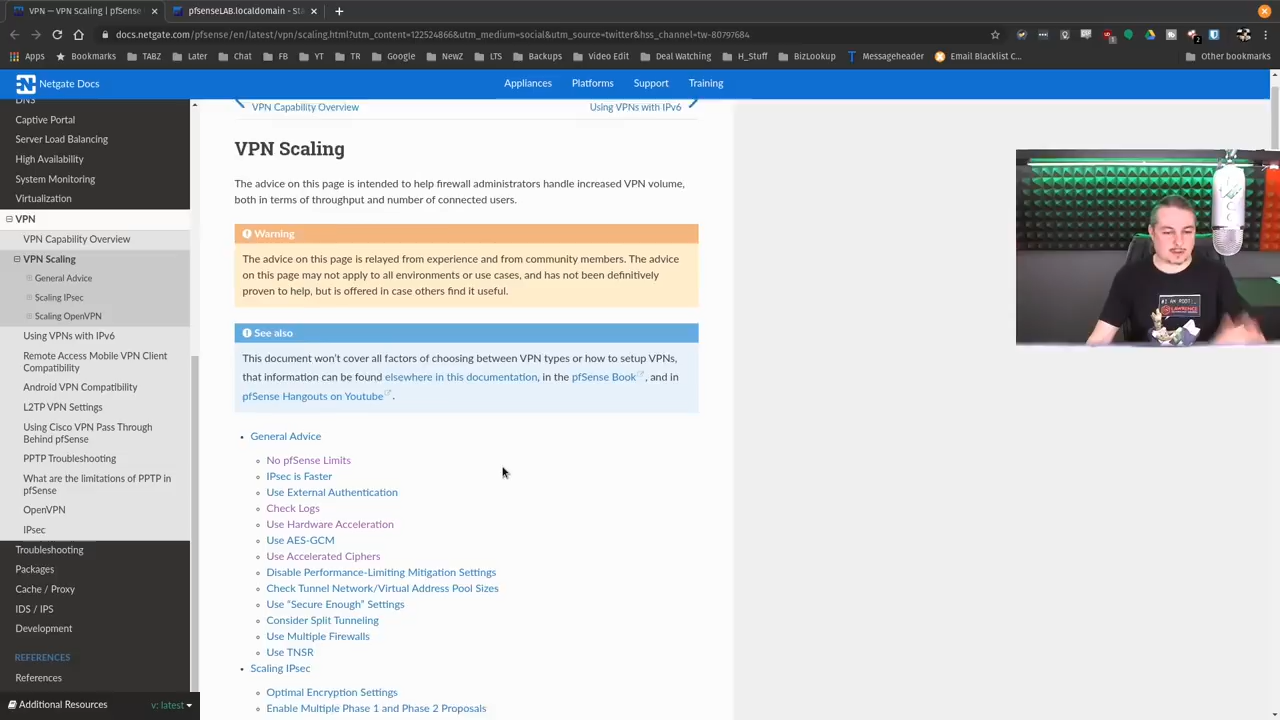 VPN — VPN Scaling | pfSense
pfsenseLAB.localdomain - Sta
docs.netgate.com/pfsense/en/latest/vpn/scaling.html?utm_content=122524866&utm_medium=social&utm_source=twitter&hss_channel=tw-80797684
Apps
Bookmarks
TABZ
Later
Chat
FB
YT
TR
Google
NewZ
LTS
Backups
Video Edit
Deal Watching
H_Stuff
BizLookup
Messageheader
Email Blacklist C...
Other bookmarks
Netgate Docs
Appliances
Platforms
Support
Training
DNS
Captive Portal
Server Load Balancing
High Availability
System Monitoring
Virtualization
VPN
VPN Capability Overview
VPN Scaling
General Advice
Scaling IPsec
Scaling OpenVPN
Using VPNs with IPv6
Remote Access Mobile VPN Client
Compatibility
Android VPN Compatibility
L2TP VPN Settings
Using Cisco VPN Pass Through
Behind pfSense
PPTP Troubleshooting
What are the limitations of PPTP in
pfSense
OpenVPN
IPsec
Troubleshooting
Packages
Cache / Proxy
IDS / IPS
Development
REFERENCES
References
Additional Resources
v: latest
VPN Capability Overview
Using VPNs with IPv6
VPN Scaling
The advice on this page is intended to help firewall administrators handle increased VPN volume,
both in terms of throughput and number of connected users.
Warning
The advice on this page is relayed from experience and from community members. The advice
on this page may not apply to all environments or use cases, and has not been definitively
proven to help, but is offered in case others find it useful.
See also
This document won't cover all factors of choosing between VPN types or how to setup VPNs,
that information can be found elsewhere in this documentation, in the pfSense Book, and in
pfSense Hangouts on Youtube.
General Advice
No pfSense Limits
IPsec is Faster
Use External Authentication
Check Logs
Use Hardware Acceleration
Use AES-GCM
Use Accelerated Ciphers
Disable Performance-Limiting Mitigation Settings
Check Tunnel Network/Virtual Address Pool Sizes
Use “Secure Enough” Settings
Consider Split Tunneling
Use Multiple Firewalls
Use TNSR
Scaling IPsec
Optimal Encryption Settings
Enable Multiple Phase 1 and Phase 2 Proposals
I AM ROOT!
LAWRENCE